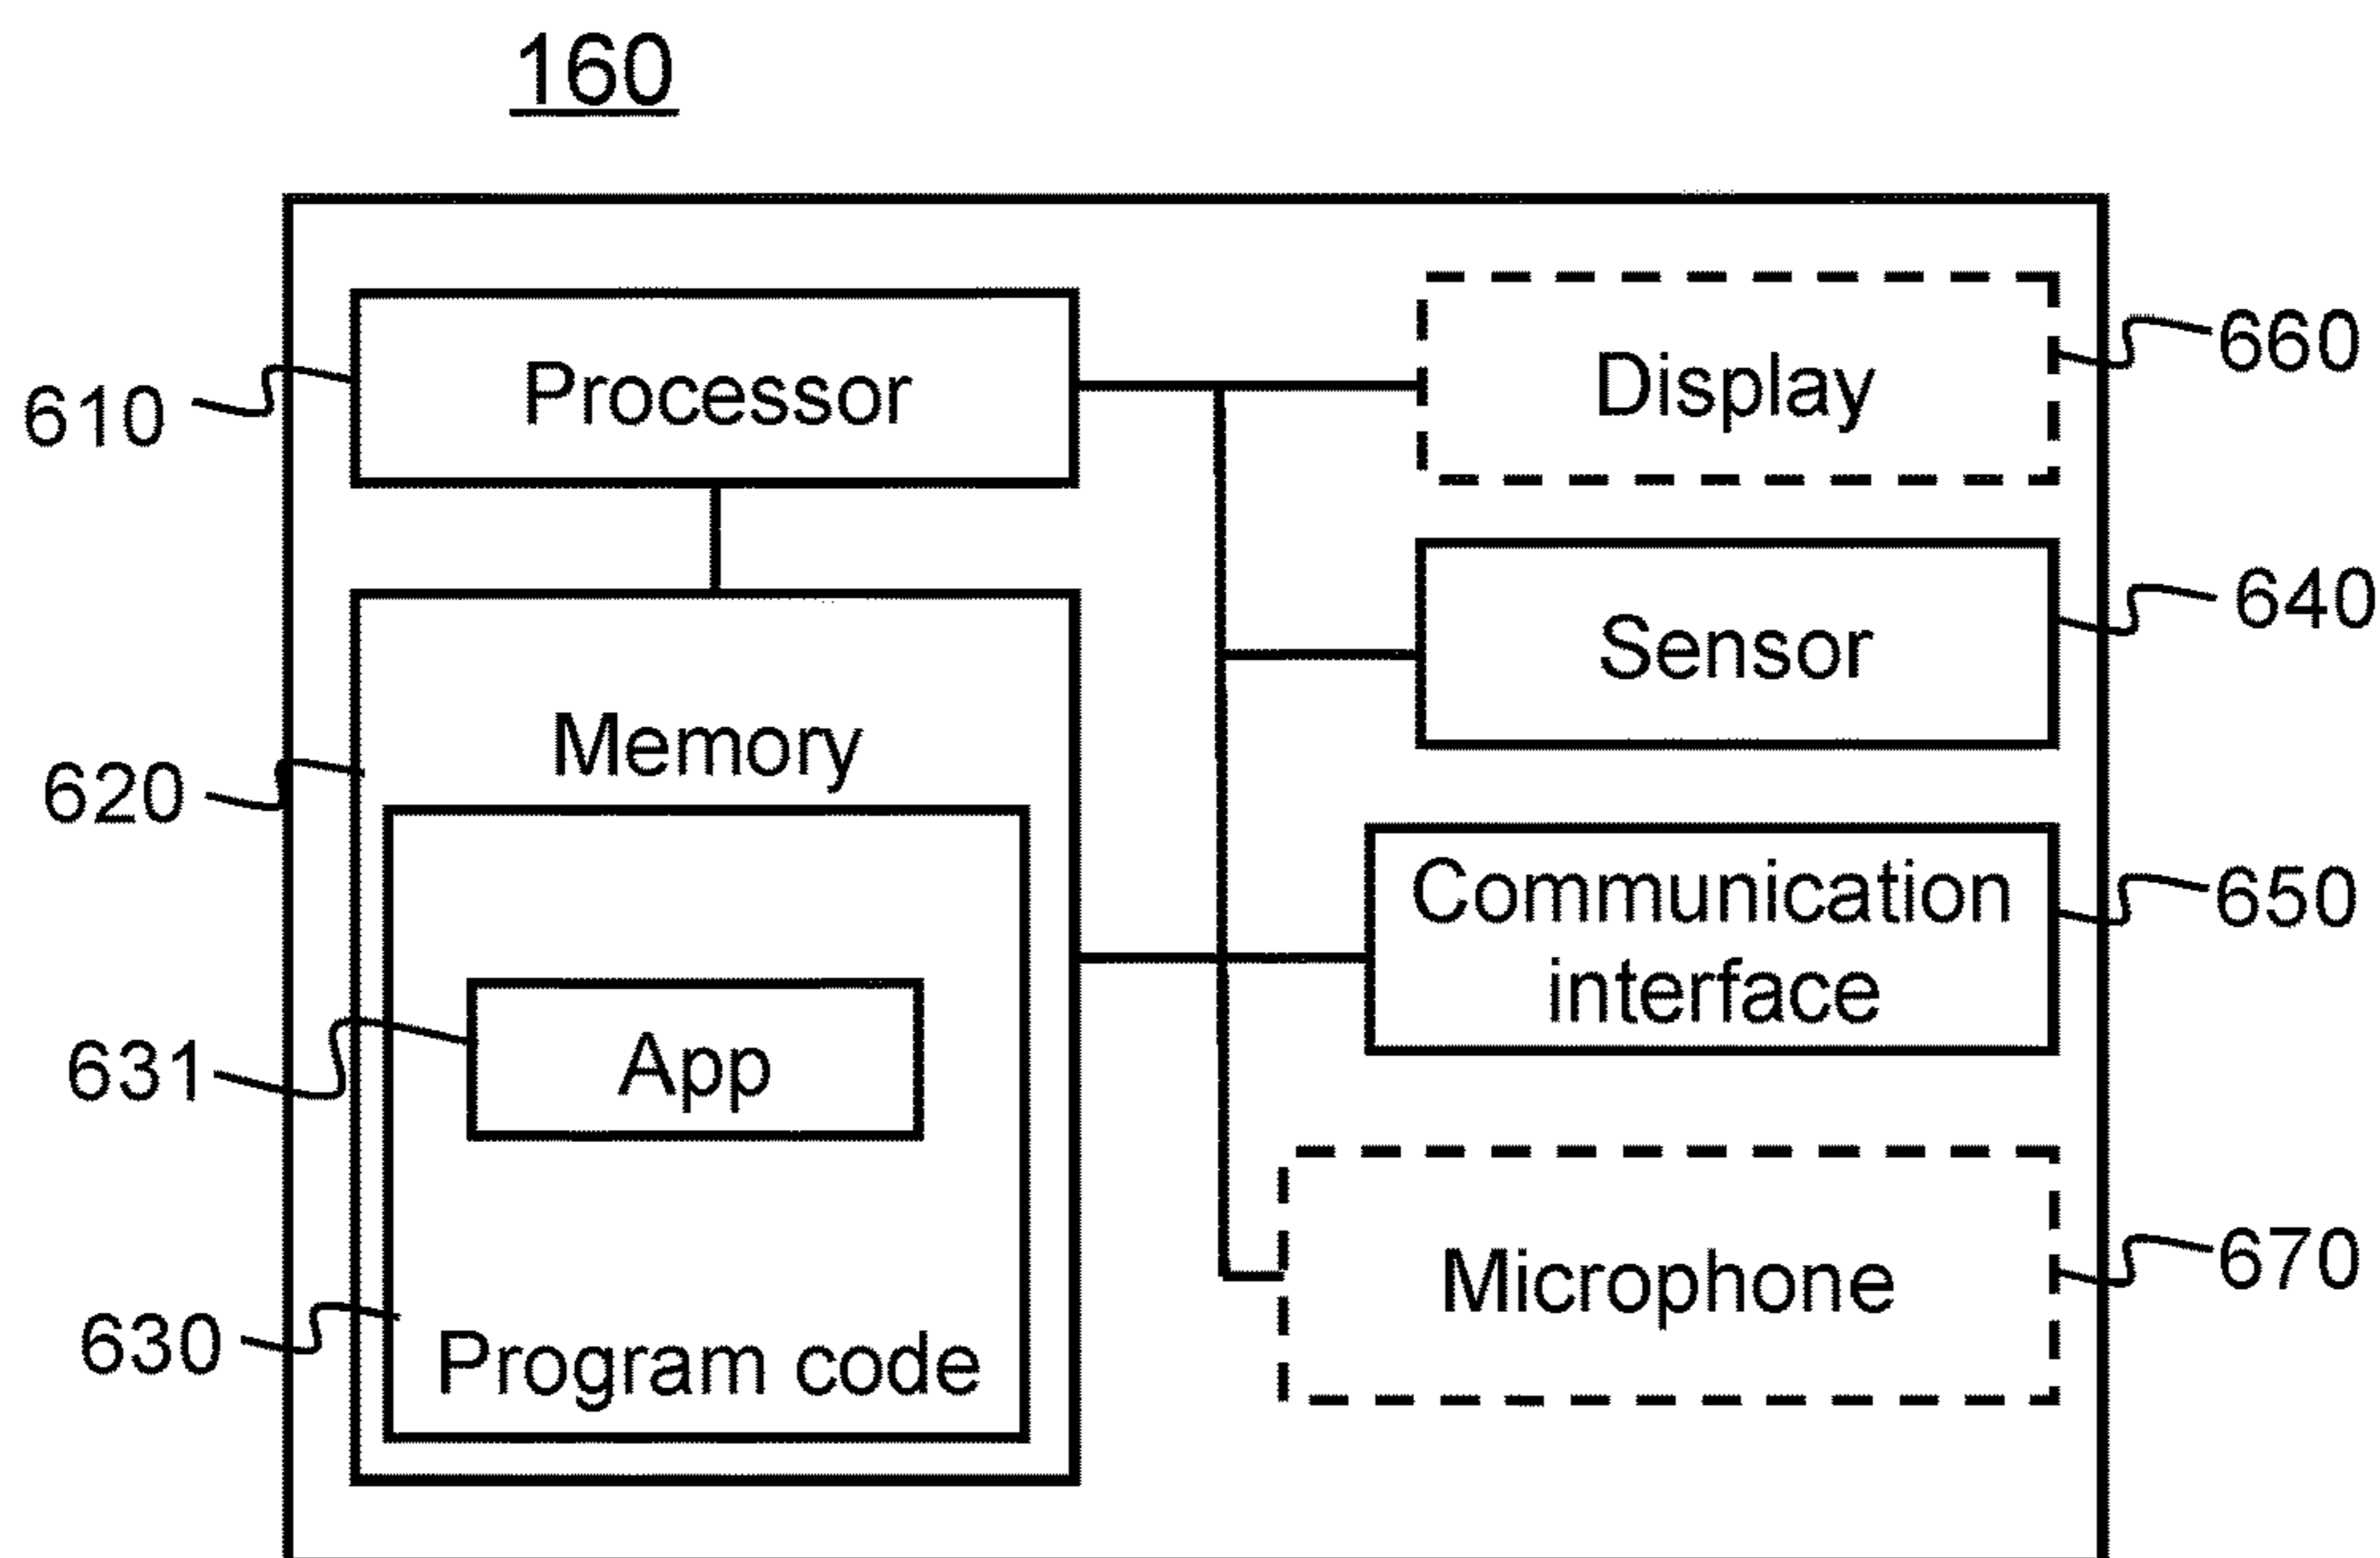 160
610
Processor
Display
660
Sensor
640
Memory
620
Communication
interface
650
App
631
Microphone
670
Program code
630